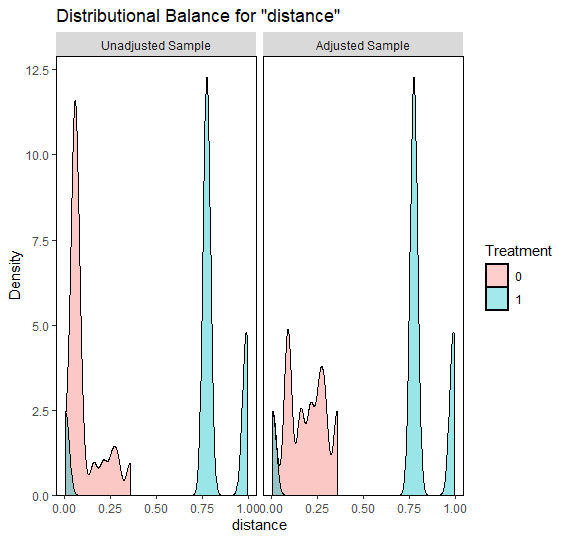 Distributional Balance for "distance"
Unadjusted Sample
Adjusted Sample
12.5
10.0
7.5
5.0
2.5
0.0
Density
0.00 0.25 0.50 0.75 1.00
0.00 0.25 0.50 0.75 1.00
distance
Treatment
0
1